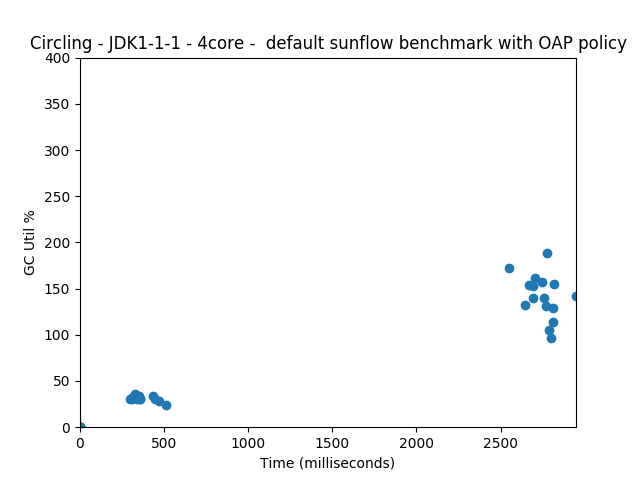 Circling - JDK1-1-1 - 4core -  default sunflow benchmark with OAP policy
400
350
300
250
200
150
100
50
0
GC Util %
0 500 1000 1500 2000 2500
Time (milliseconds)